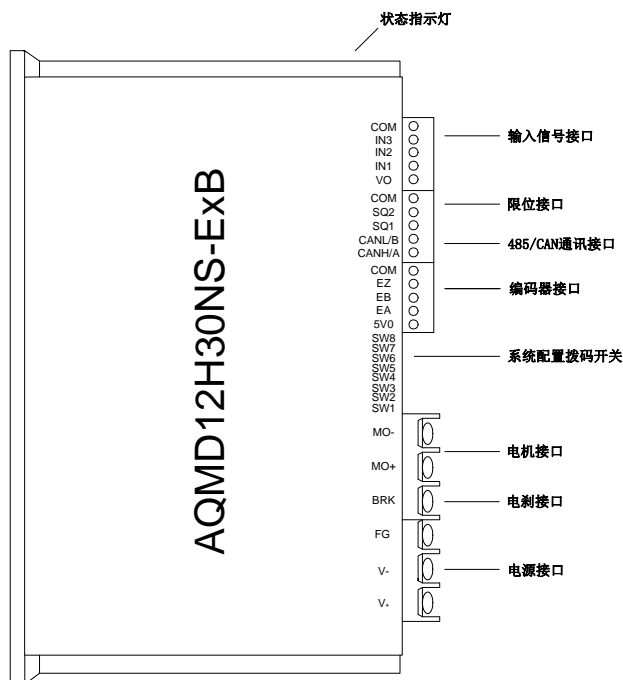 状态指示灯
AQMD12H30NS-ExB
COM
IN3
IN2
IN1
VO
输入信号接口
COM
SQ2
SQ1
CANL/B
CANH/A
限位接口
485/CAN通讯接口
COM
EZ
EB
EA
5V0
编码器接口
SW8
SW7
SW6
SW5
SW4
SW3
SW2
SW1
系统配置拨码开关
MO-
MO+
电机接口
BRK
电刹接口
FG
V-
V+
电源接口